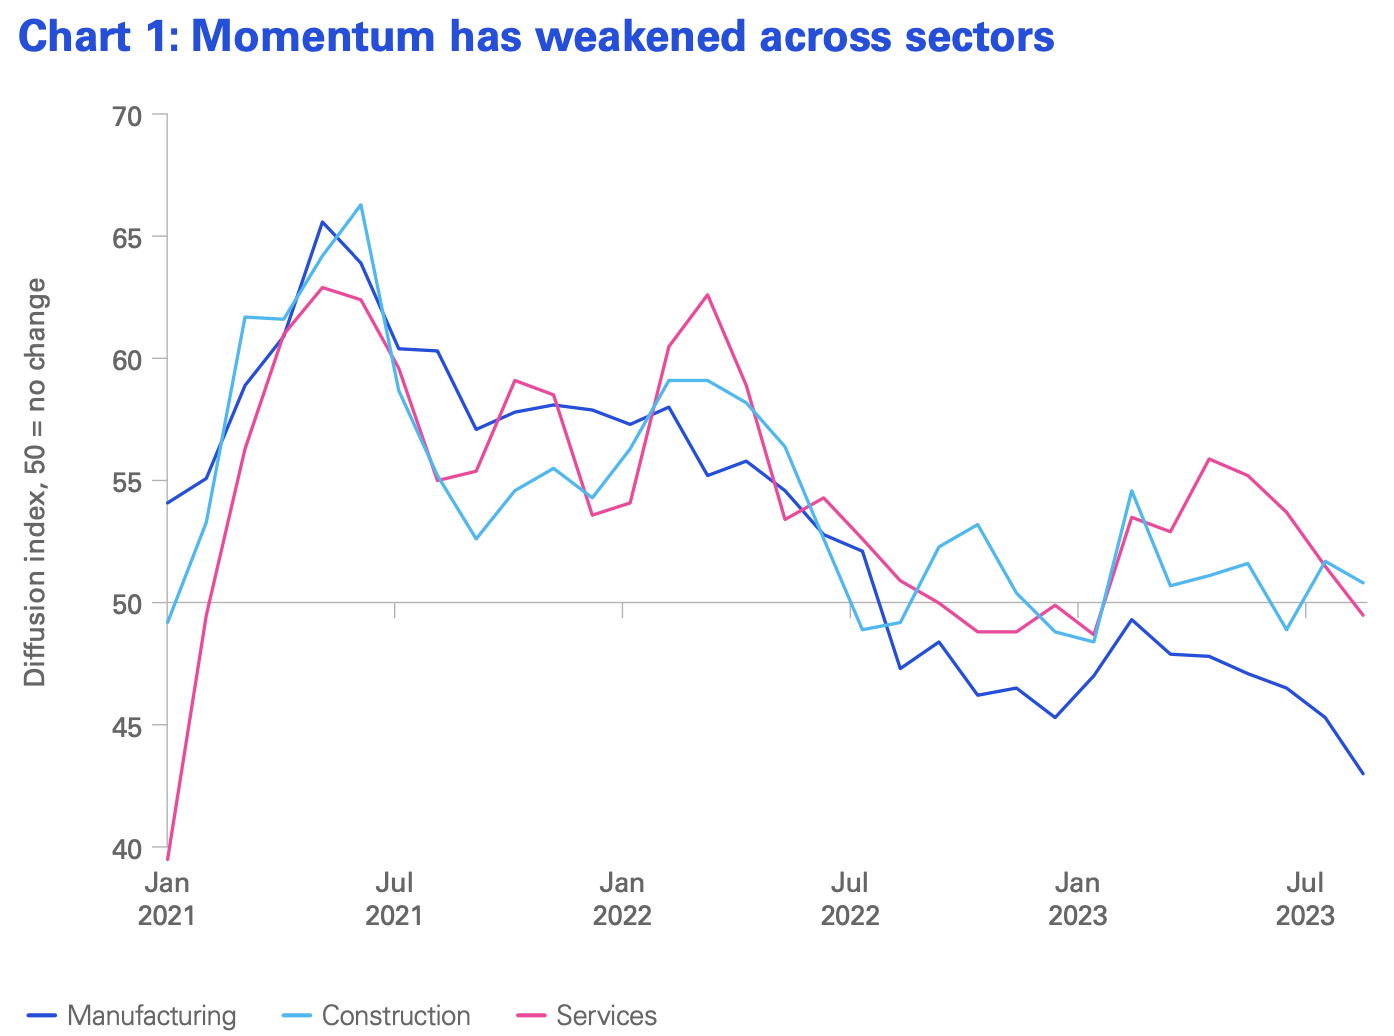 Chart 1: Momentum has weakened across sectors
Diffusion index, 50 = no change
70
65
60
55
50
45
40
Jan Jul Jan Jul Jan Jul
2021 2021 2022 2022 2023 2023
Manufacturing Construction Services